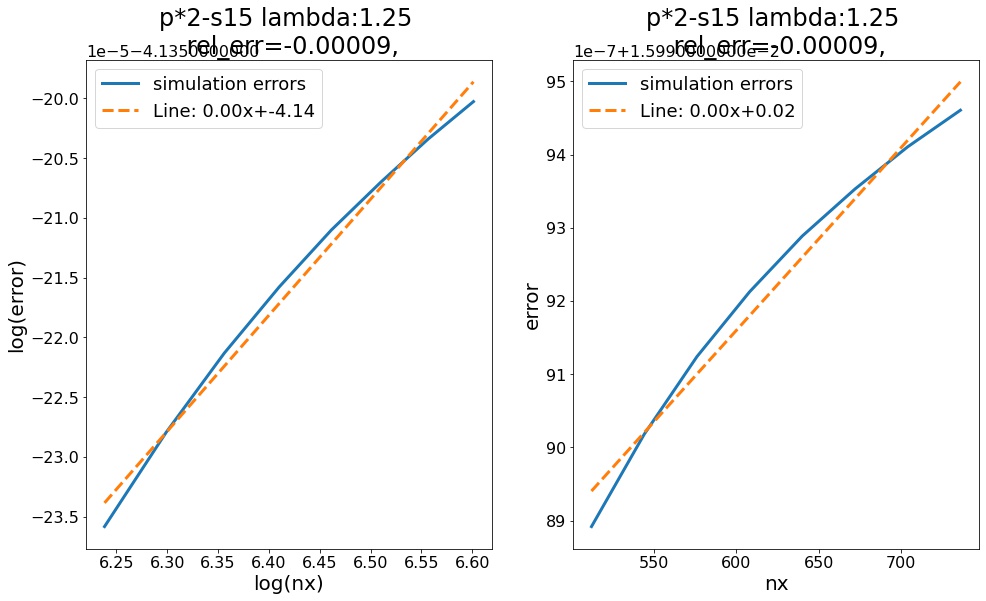 p*2-s15 lambda:1.25
rel_err=-0.00009,
1e−5−4.1350000000
simulation errors
Line: 0.00x+-4.14
−20.0
−20.5
−21.0
−21.5
−22.0
−22.5
−23.0
−23.5
log(error)
6.25 6.30 6.35 6.40 6.45 6.50 6.55 6.60
log(nx)
p*2-s15 lambda:1.25
rel_err=-0.00009,
1e−7+1.5990000000e−2
simulation errors
Line: 0.00x+0.02
95
94
93
92
91
90
89
error
550 600 650 700
nx